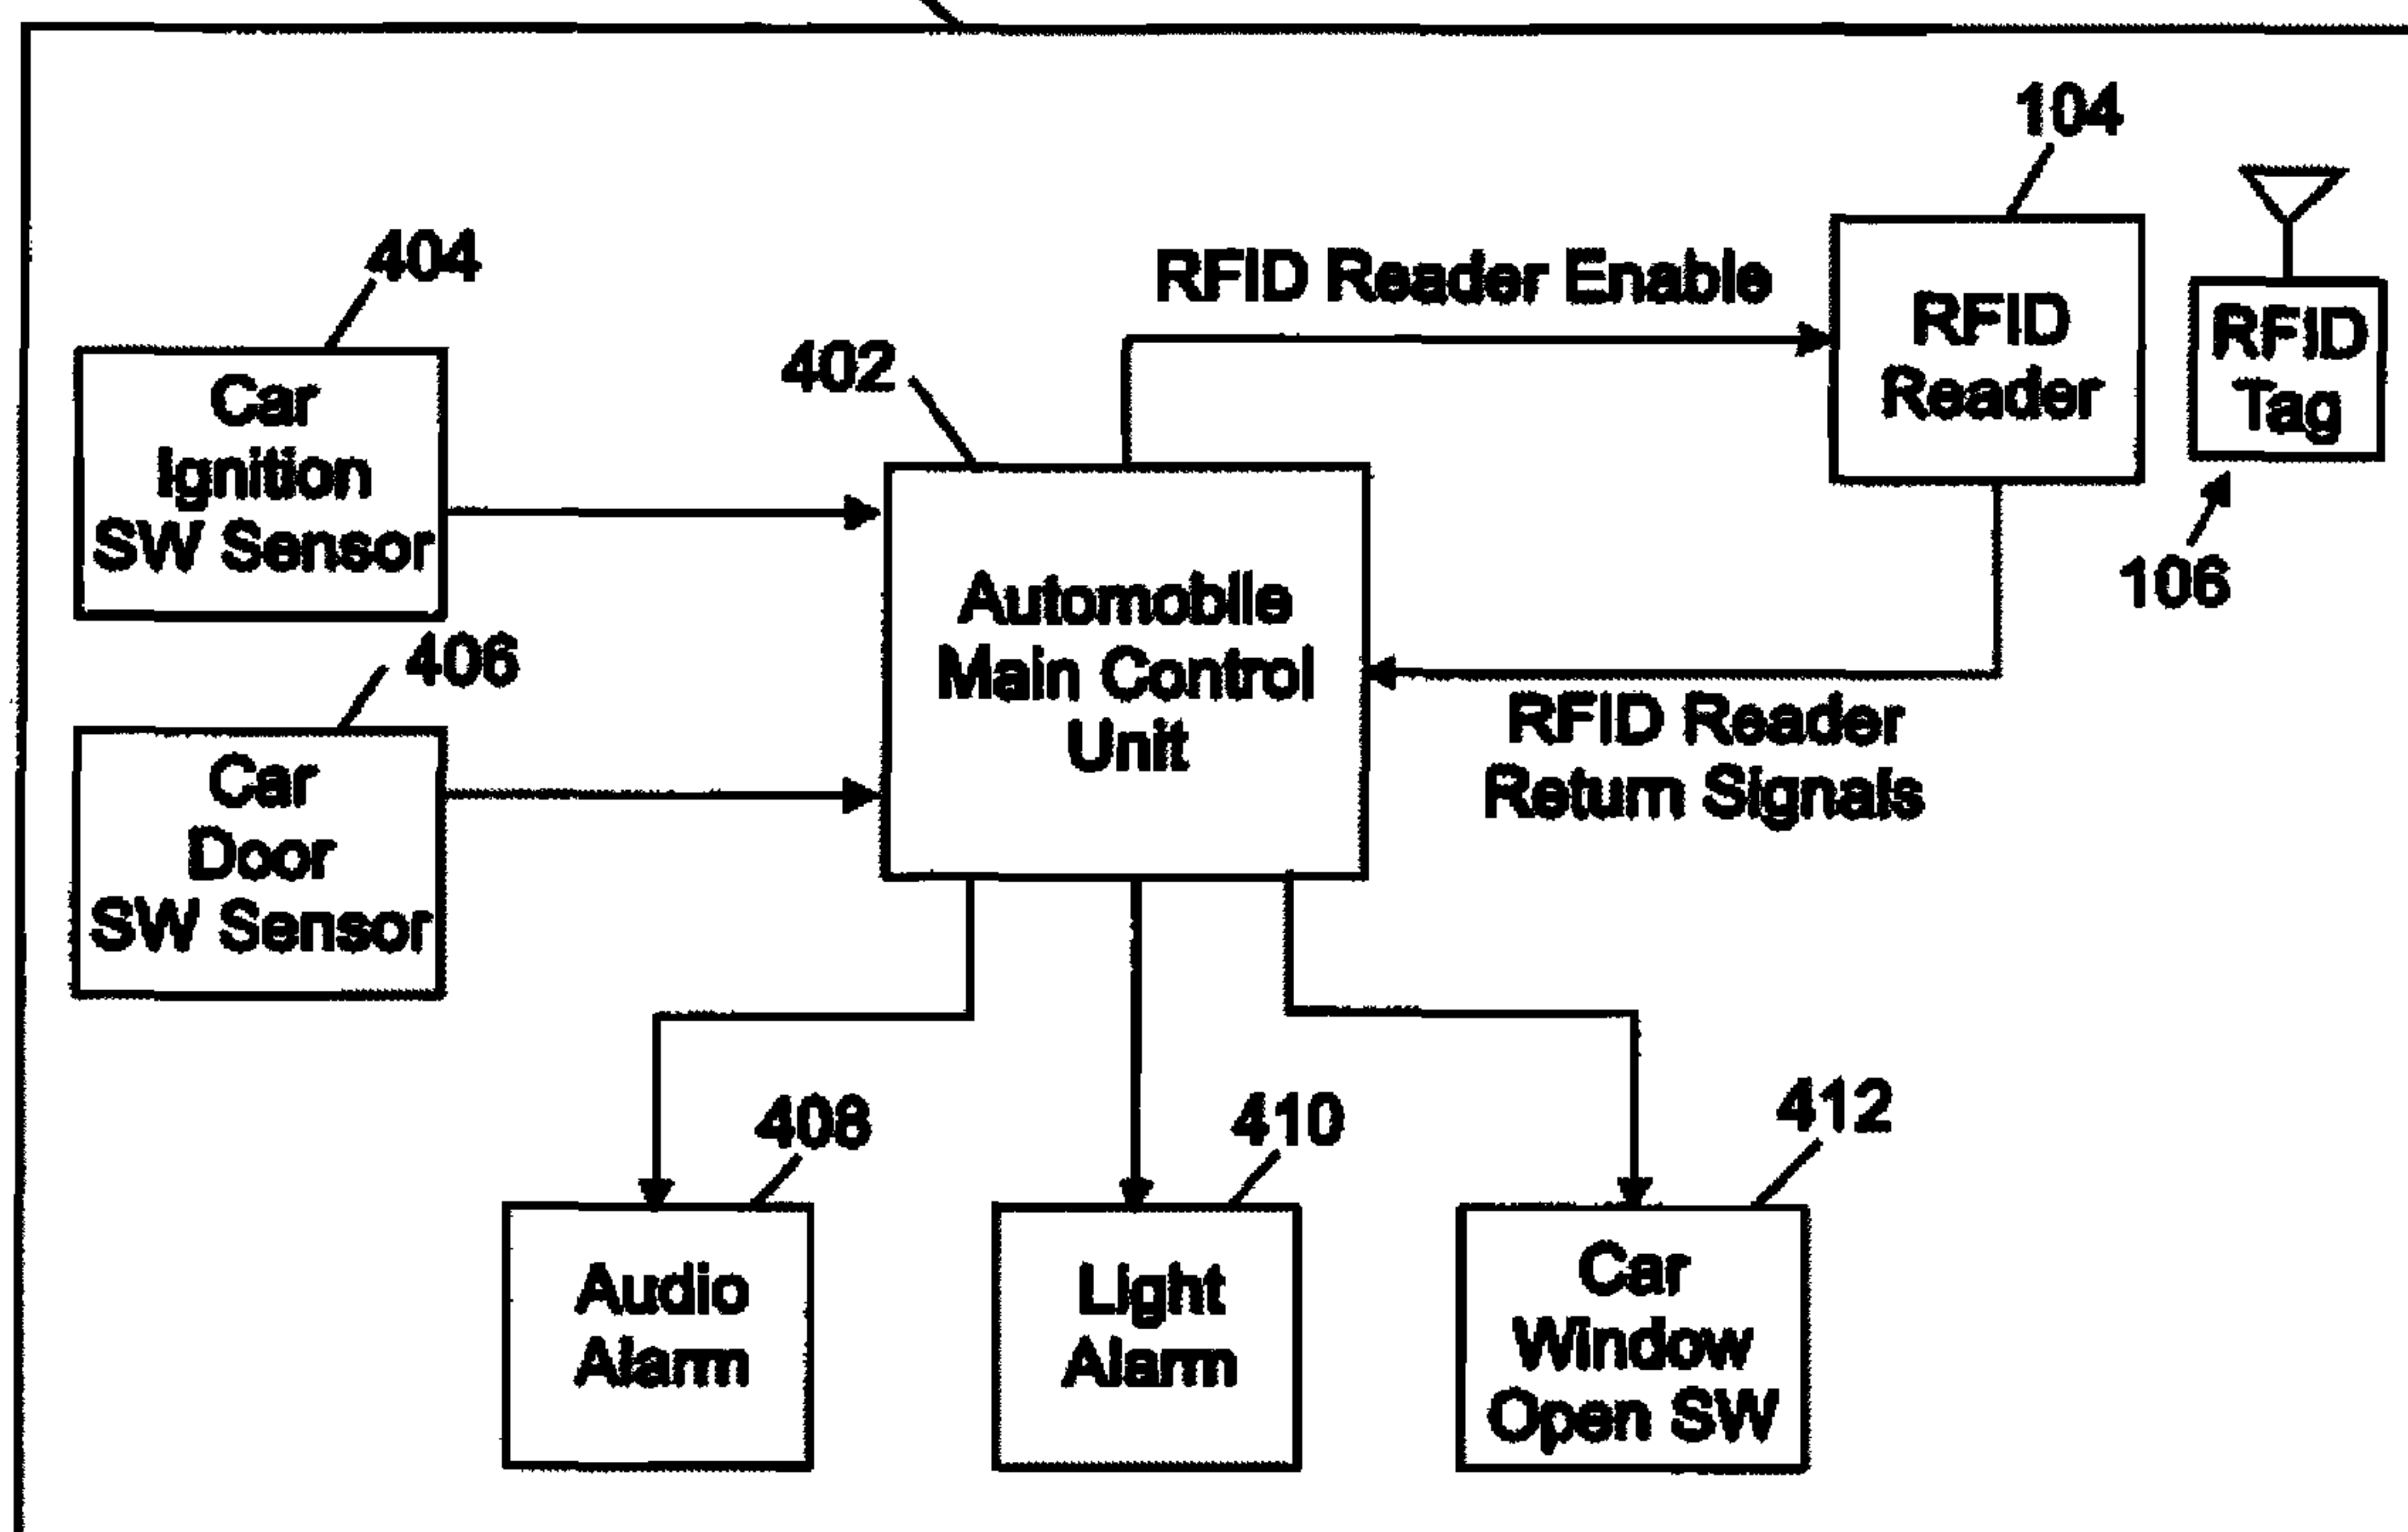 104
404
RFID Reader Enable
RFID
Reader
RFID
Tag
402
Car
Ignition
SW Sensor
106
Automobile
Main Control
Unit
406
RFID Reader
Return Signals
Car
Door
SW Sensor
408
410
412
Audio
Alarm
Light
Alarm
Car
Window
Open SW